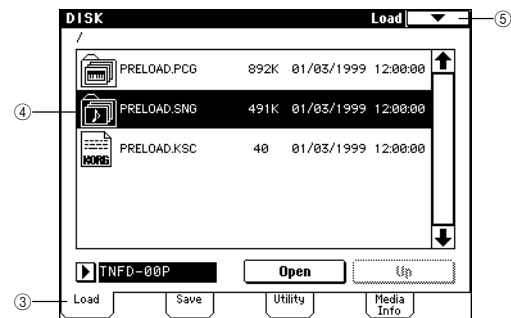 DISK Load ⑤
/
PRELOAD.PCG 892K 01/03/1999 12:00:00
④ PRELOAD.SNG 491K 01/03/1999 12:00:00
KORG PRELOAD.KSC 40 01/03/1999 12:00:00
TNFD-00P Open Up
③ Load Save Utility Media Info